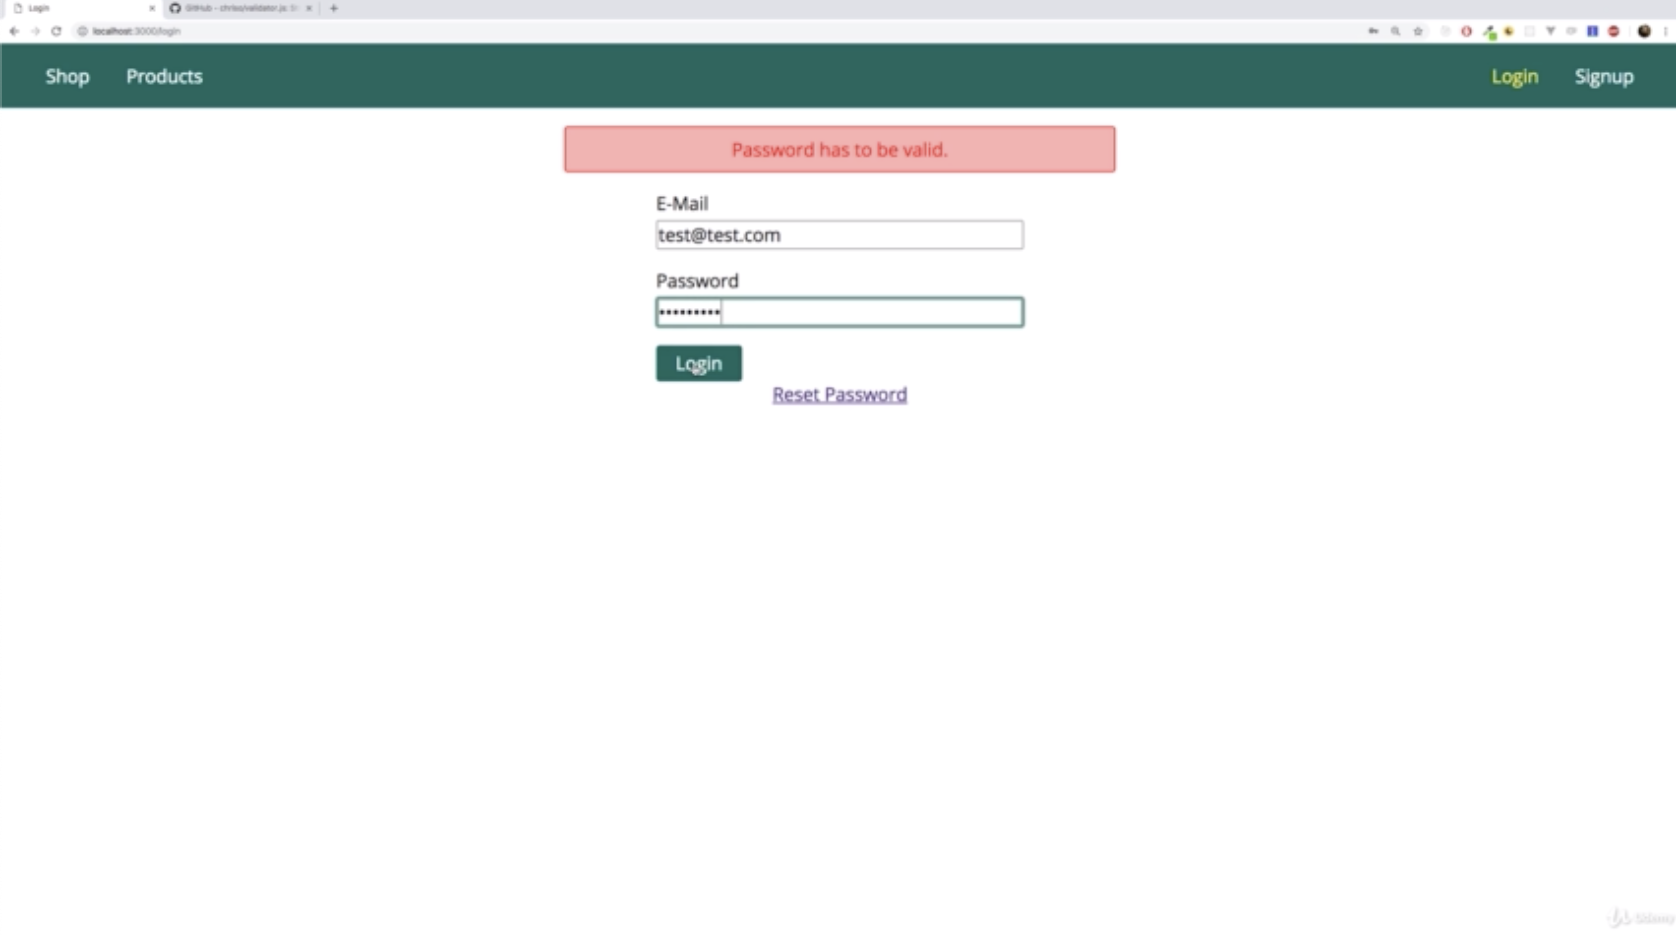 Login
GitHub - chriso/validator.js: St
localhost:3000/login
Shop Products Login Signup
Password has to be valid.
E-Mail
test@test.com
Password
•••••••••
Login
Reset Password
Udemy